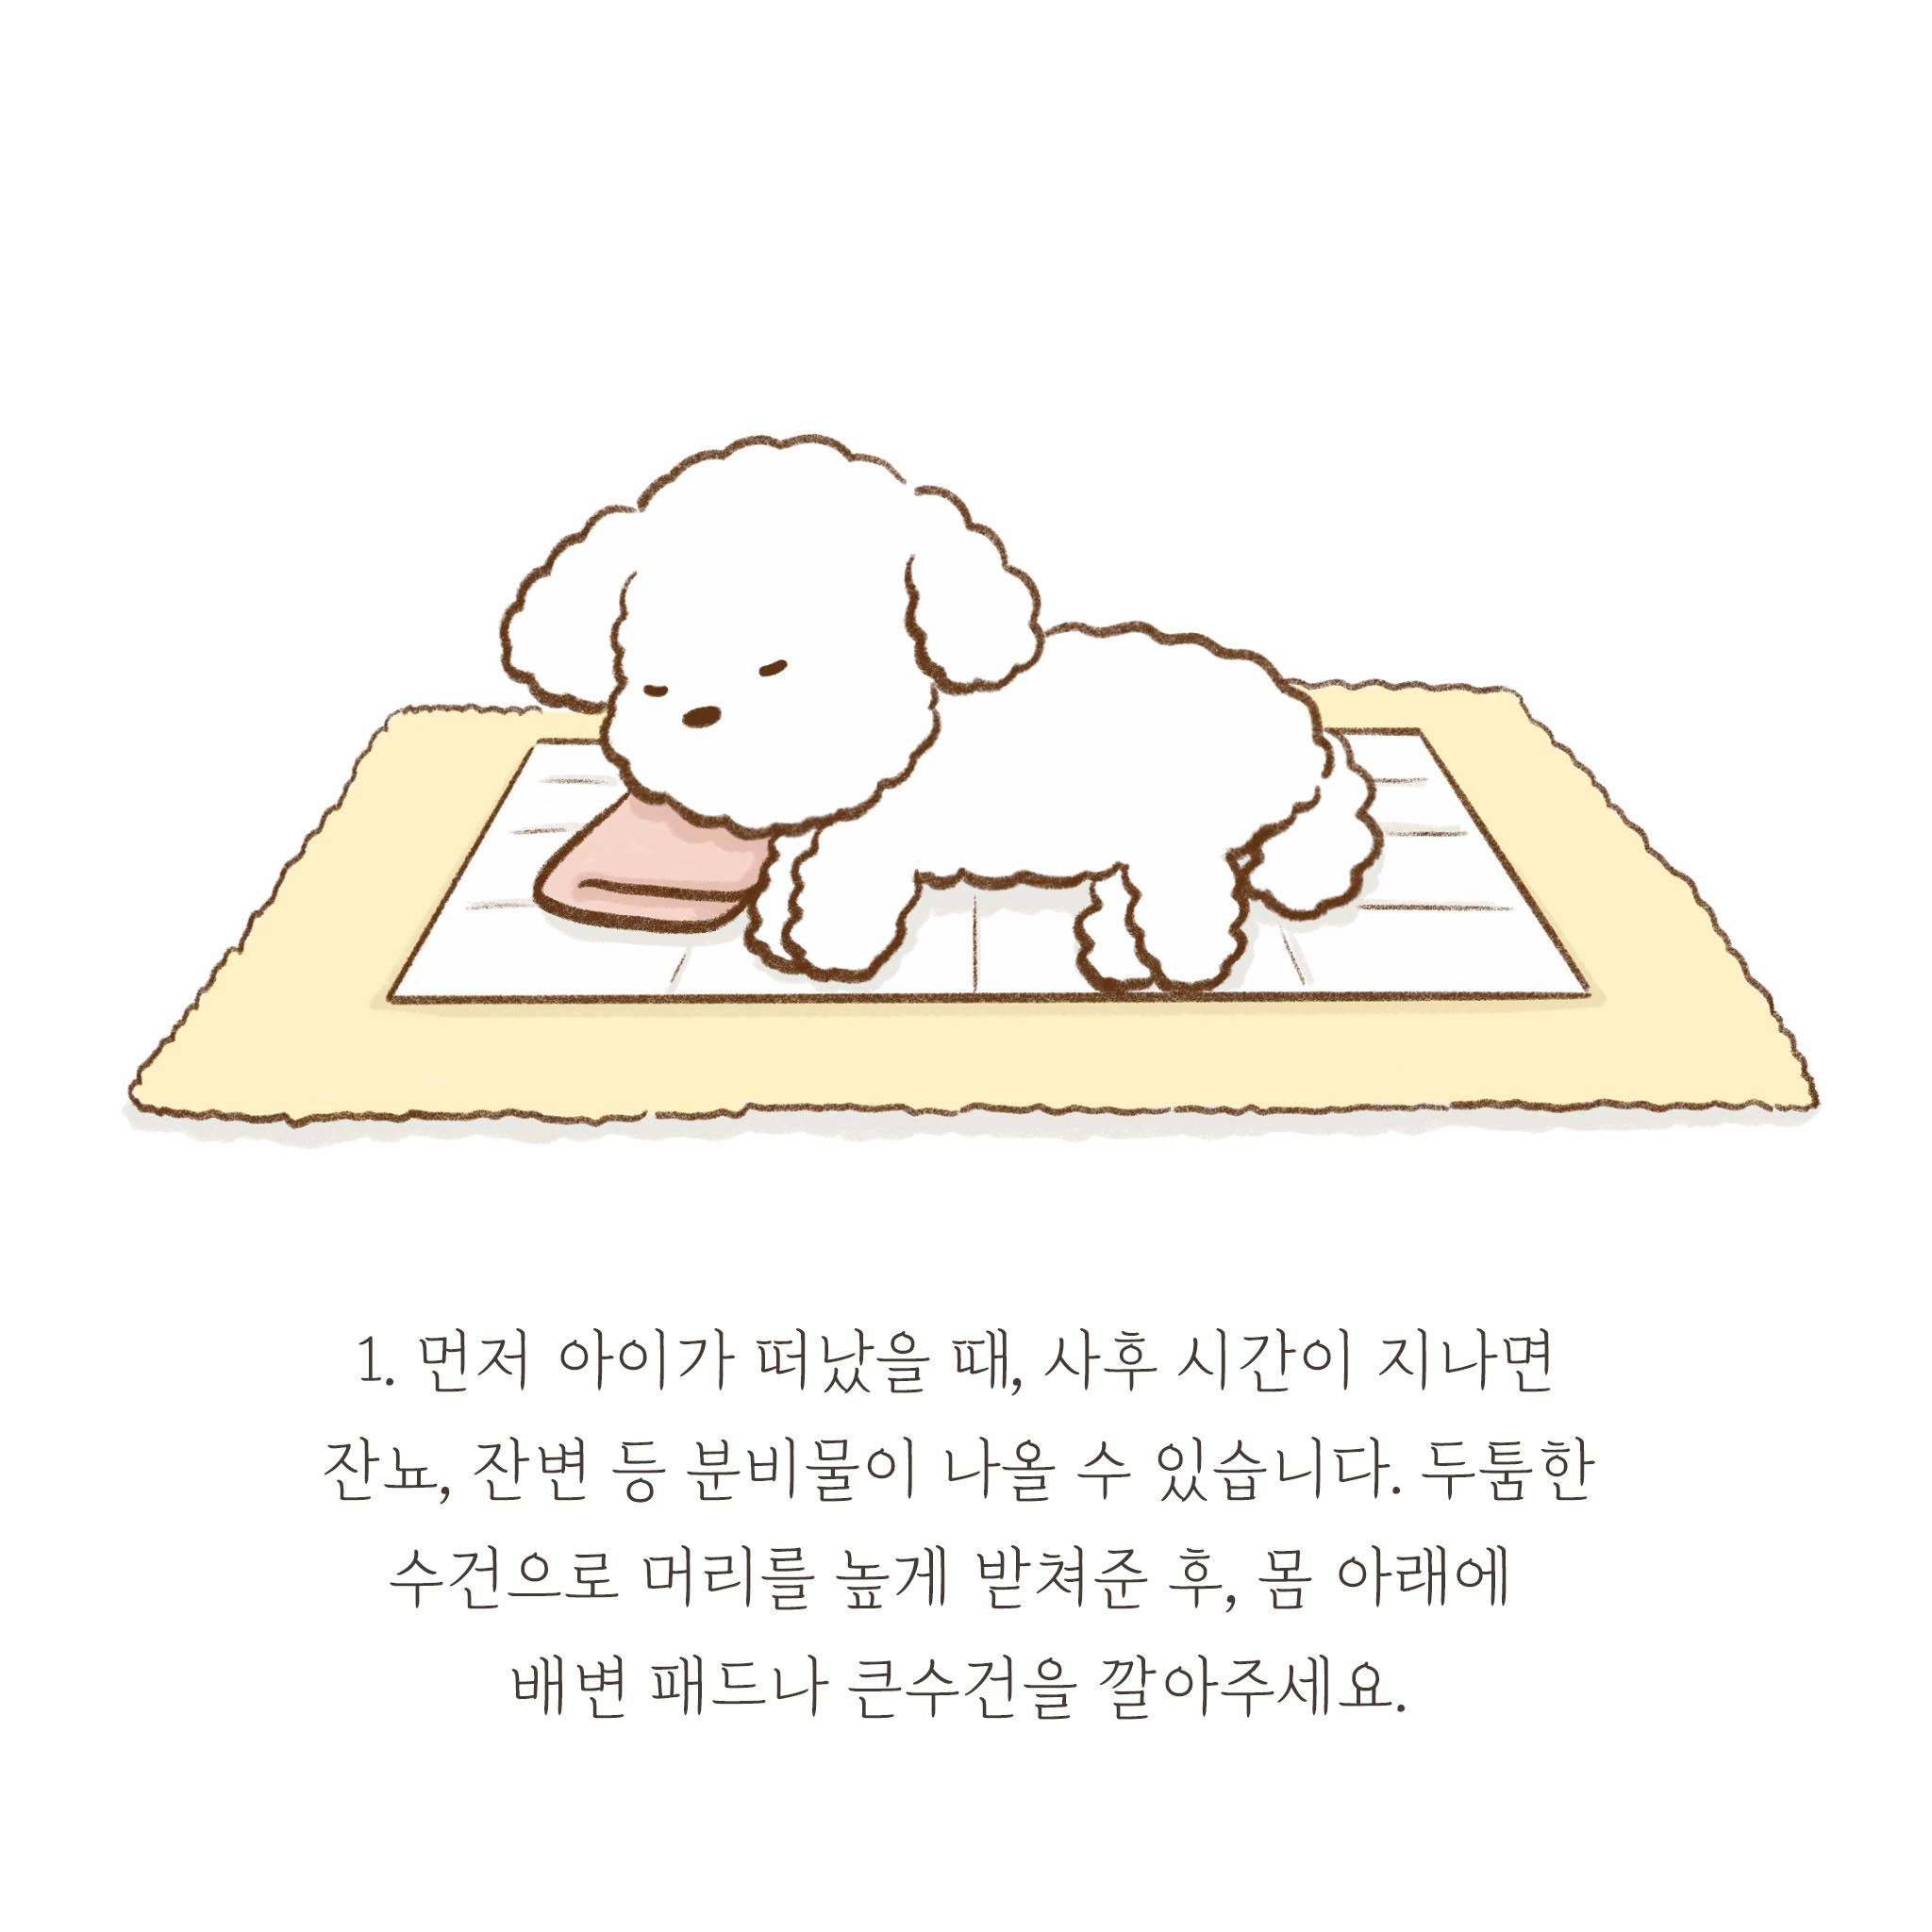 1. 먼저 아이가 떠났을 때, 사후 시간이 지나면
잔뇨, 잔변 등 분비물이 나올 수 있습니다. 두툼한
수건으로 머리를 높게 받쳐준 후, 몸 아래에
배변 패드나 큰수건을 깔아주세요.